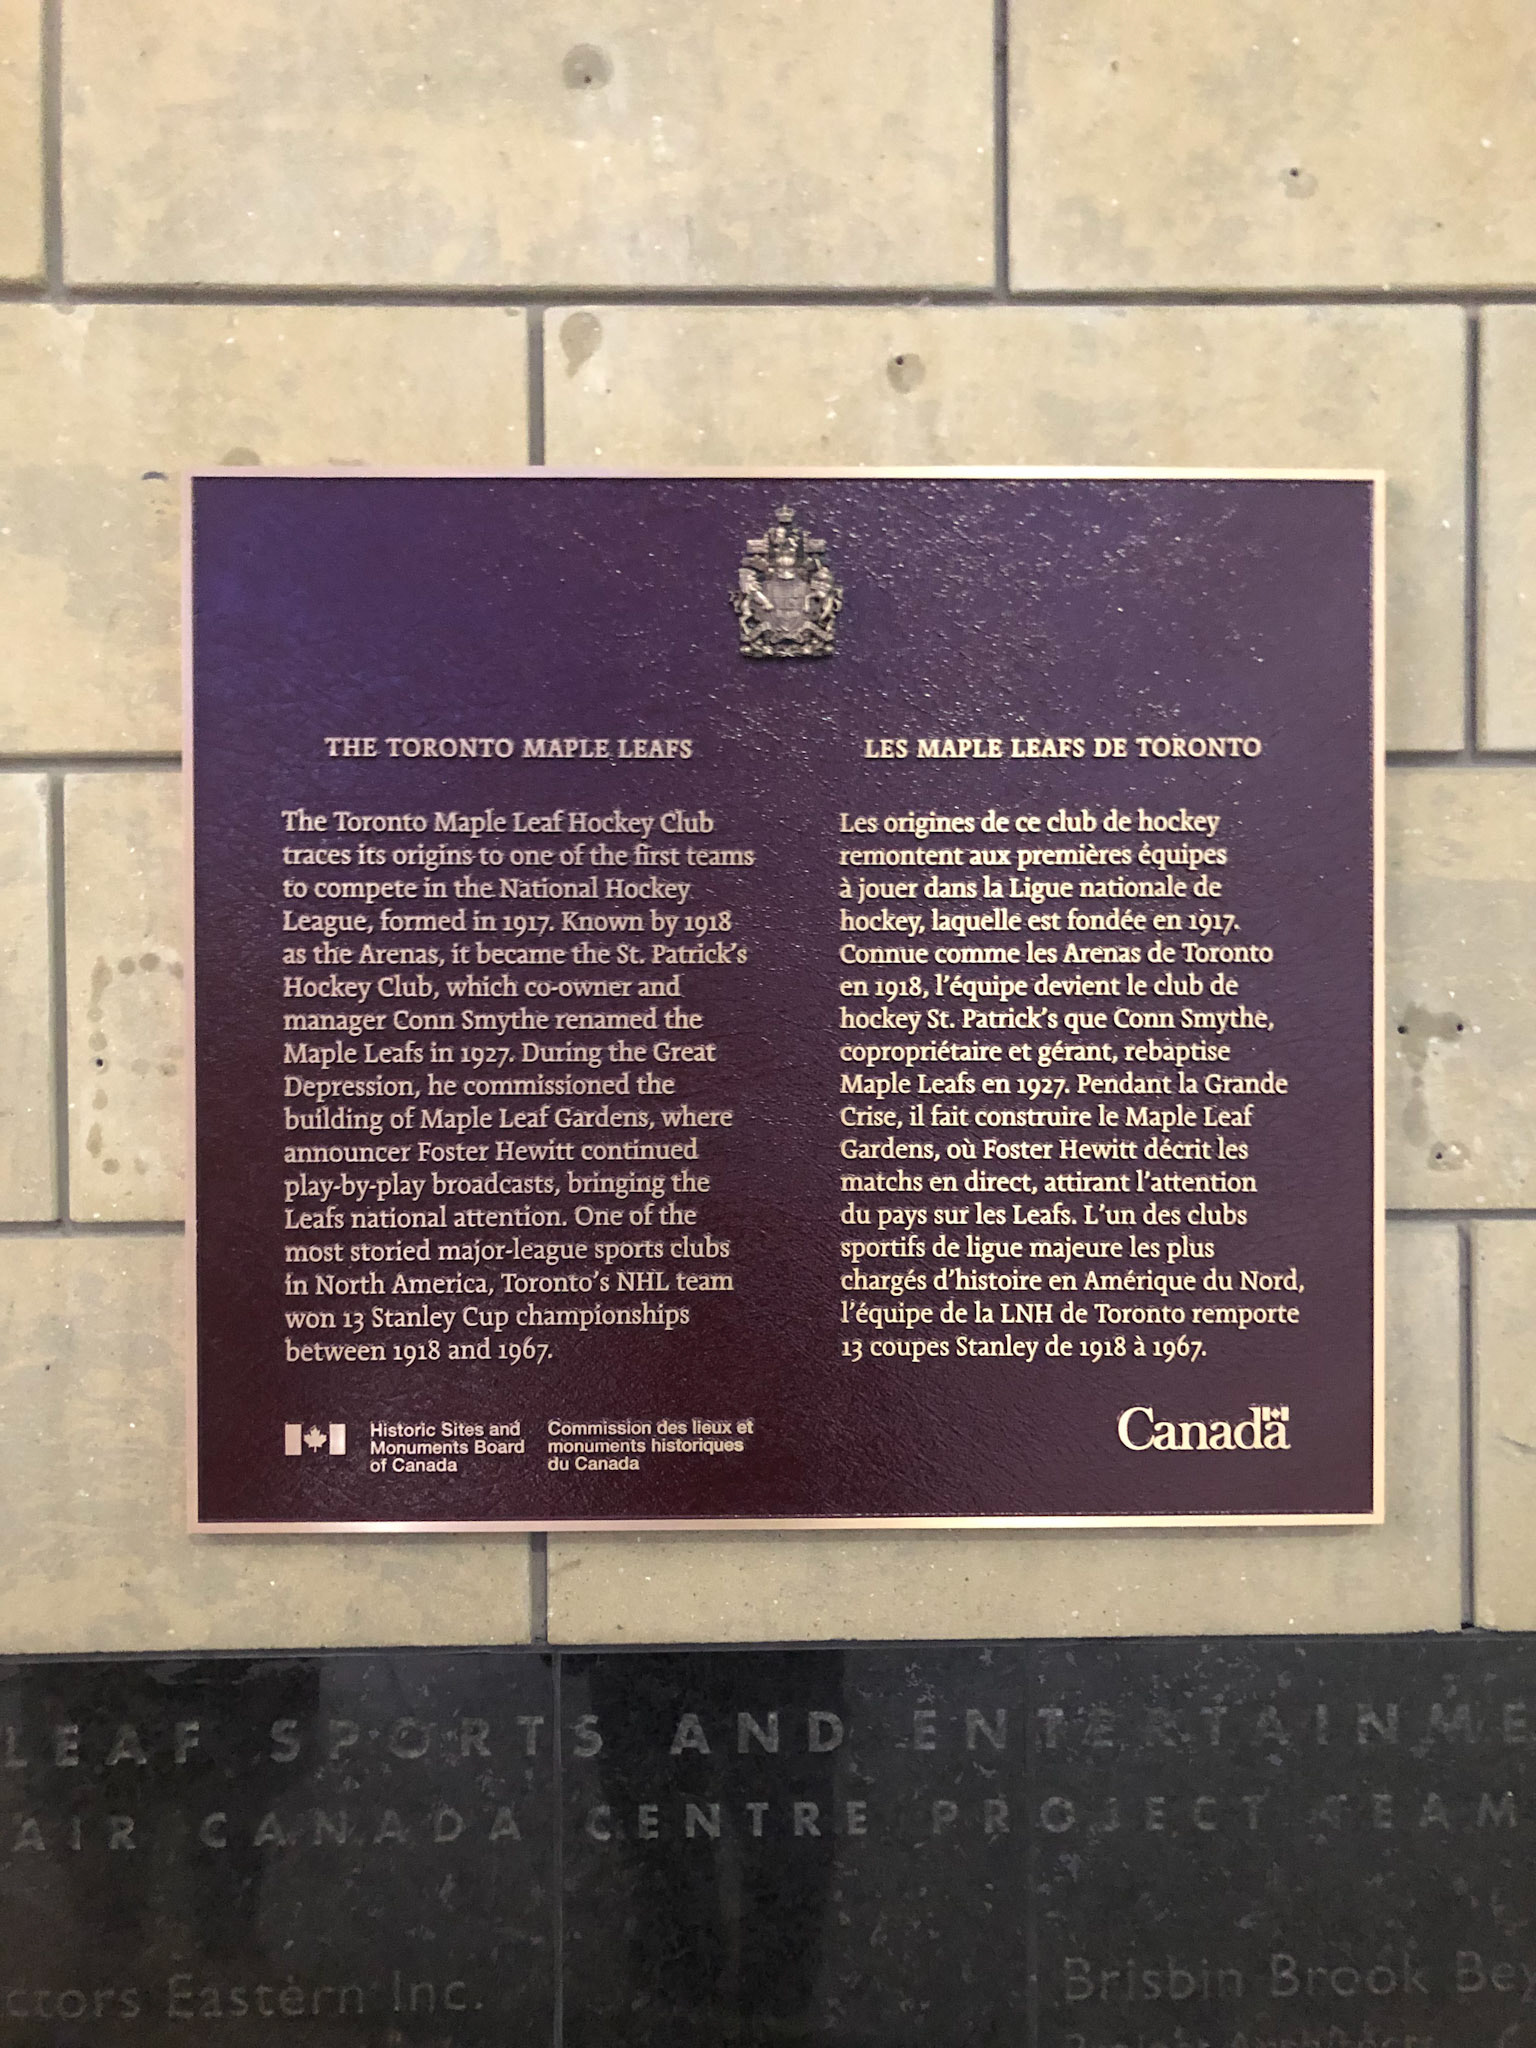 THE TORONTO MAPLE LEAFS
The Toronto Maple Leaf Hockey Club
traces its origins to one of the first teams
to compete in the National Hockey
League, formed in 1917. Known by 1918
as the Arenas, it became the St. Patrick's
Hockey Club, which co-owner and
manager Conn Smythe renamed the
Maple Leafs in 1927. During the Great
Depression, he commissioned the
building of Maple Leaf Gardens, where
announcer Foster Hewitt continued
play-by-play broadcasts, bringing the
Leafs national attention. One of the
most storied major-league sports clubs
in North America, Toronto's NHL team
won 13 Stanley Cup championships
between 1918 and 1967.
LES MAPLE LEAFS DE TORONTO
Les origines de ce club de hockey
remontent aux premières équipes
à jouer dans la Ligue nationale de
hockey, laquelle est fondée en 1917.
Connue comme les Arenas de Toronto
en 1918, l'équipe devient le club de
hockey St. Patrick's que Conn Smythe,
copropriétaire et gérant, rebaptise
Maple Leafs en 1927. Pendant la Grande
Crise, il fait construire le Maple Leaf
Gardens, où Foster Hewitt décrit les
matchs en direct, attirant l'attention
du pays sur les Leafs. L'un des clubs
sportifs de ligue majeure les plus
chargés d'histoire en Amérique du Nord,
l'équipe de la LNH de Toronto remporte
13 coupes Stanley de 1918 à 1967.
Historic Sites and
Monuments Board
of Canada
Commission des lieux et
monuments historiques
du Canada
Canada
LEAF SPORTS AND ENTERTAINME
AIR CANADA CENTRE PROJECT TEAM
ctors Eastern Inc.
Brisbin Brook Bey